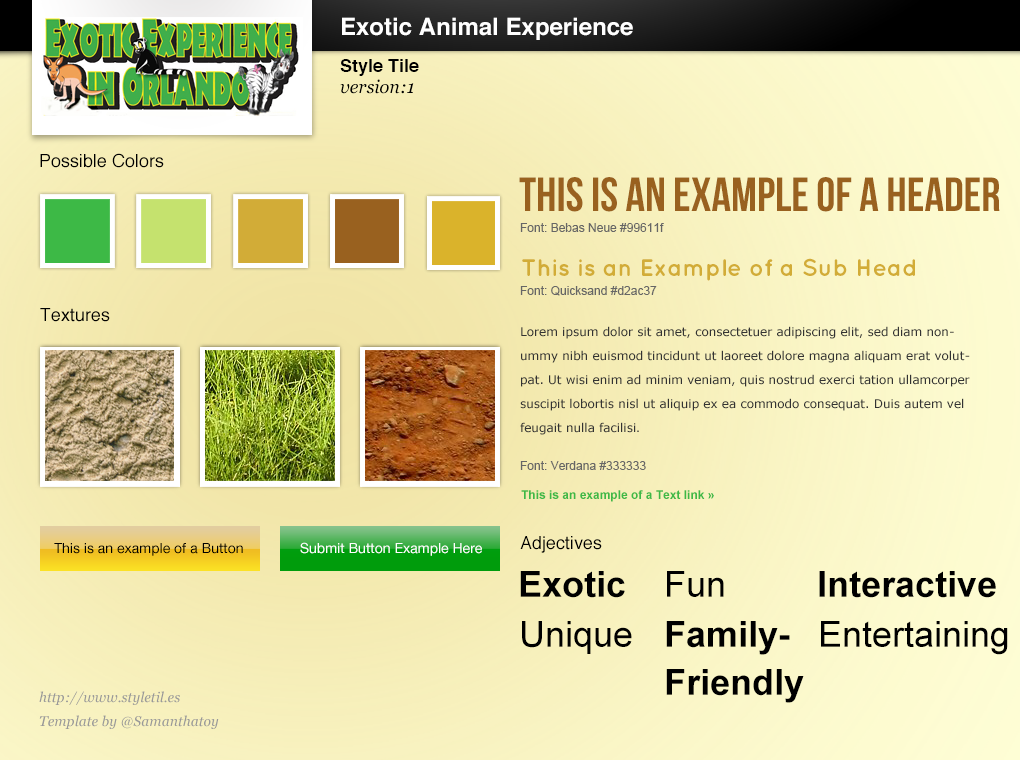 EXOTIC EXPERIENCE
IN ORLANDO
Exotic Animal Experience
Style Tile
version:1
Possible Colors
Textures
This is an example of a Button
Submit Button Example Here
http://www.styletil.es
Template by @Samanthatoy
THIS IS AN EXAMPLE OF A HEADER
Font: Bebas Neue #99611f
This is an Example of a Sub Head
Font: Quicksand #d2ac37
Lorem ipsum dolor sit amet, consectetuer adipiscing elit, sed diam non-
ummy nibh euismod tincidunt ut laoreet dolore magna aliquam erat volut-
pat. Ut wisi enim ad minim veniam, quis nostrud exerci tation ullamcorper
suscipit lobortis nisl ut aliquip ex ea commodo consequat. Duis autem vel
feugait nulla facilisi.
Font: Verdana #333333
This is an example of a Text link »
Adjectives
Exotic Fun Interactive
Unique Family- Entertaining
Friendly